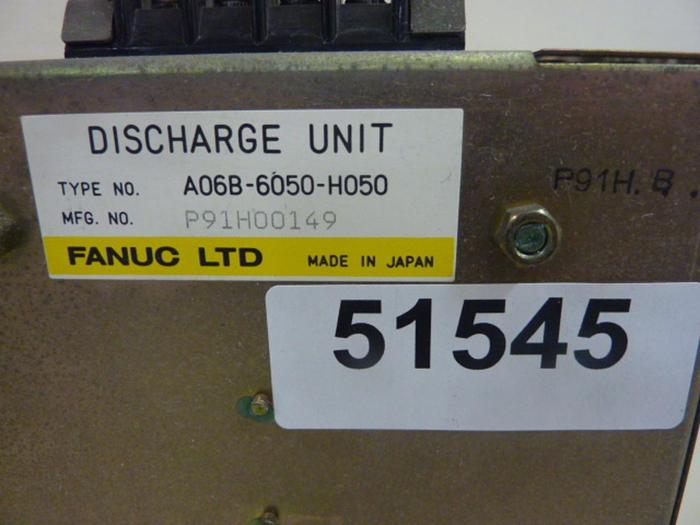 DISCHARGE UNIT
TYPE NO. A06B-6050-H050
MFG. NO. P91H00149
FANUC LTD MADE IN JAPAN
P91H. B.
51545